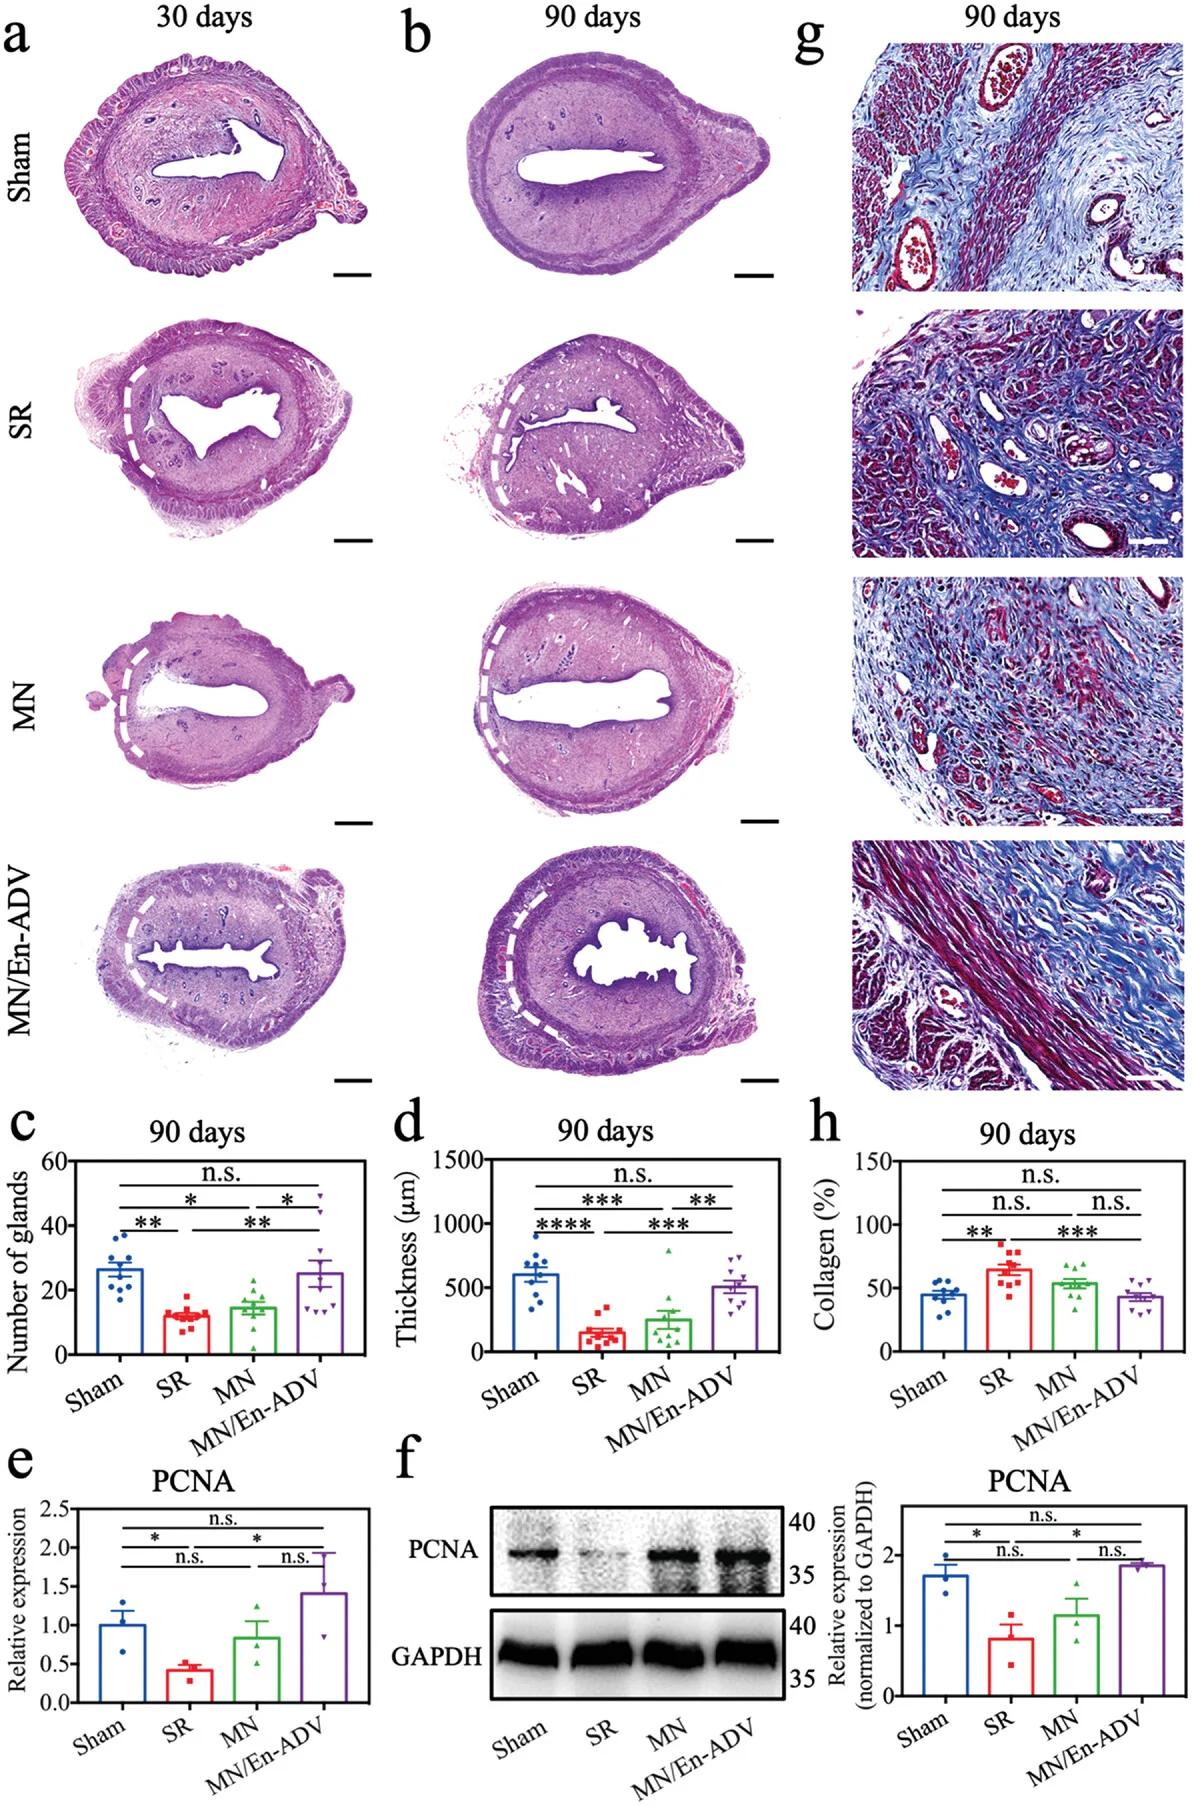 a
30 days
b
90 days
g
90 days
Sham
SR
MN
MN/En-ADV
c
90 days
Number of glands
60
40
20
0
n.s.
*
*
**
**
Sham
SR
MN
MN/En-ADV
d
90 days
Thickness (μm)
1500
1000
500
0
n.s.
***
**
****
***
Sham
SR
MN
MN/En-ADV
h
90 days
Collagen (%)
150
100
50
0
n.s.
n.s.
n.s.
**
***
Sham
SR
MN
MN/En-ADV
e
PCNA
Relative expression
2.5
2.0
1.5
1.0
0.5
0.0
n.s.
*
*
n.s.
n.s.
Sham
SR
MN
MN/En-ADV
f
PCNA
40
35
GAPDH
40
35
Sham
SR
MN
MN/En-ADV
PCNA
Relative expression
(normalized to GAPDH)
2
1
0
n.s.
*
*
n.s.
n.s.
Sham
SR
MN
MN/En-ADV